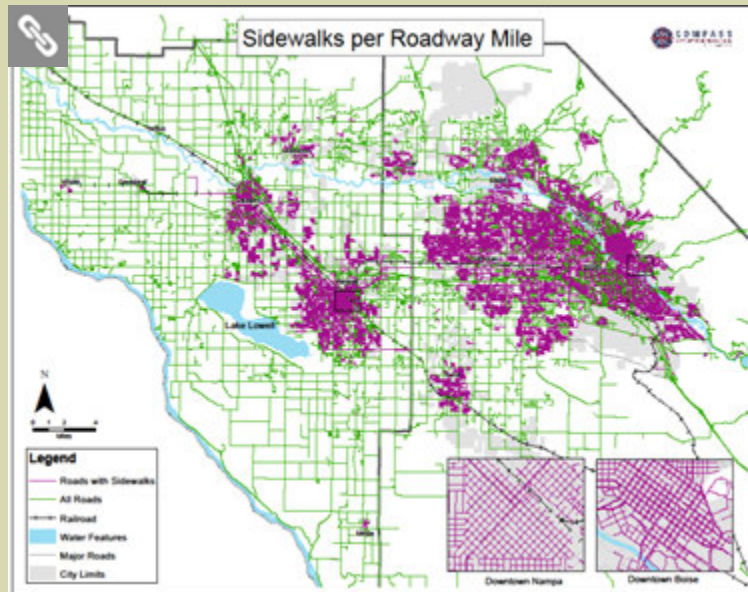 Sidewalks per Roadway Mile
COMPASS
Lake Lowell
N
Miles
Legend
Roads with Sidewalks
All Roads
Railroad
Water Features
Major Roads
City Limits
Downtown Nampa
Downtown Boise